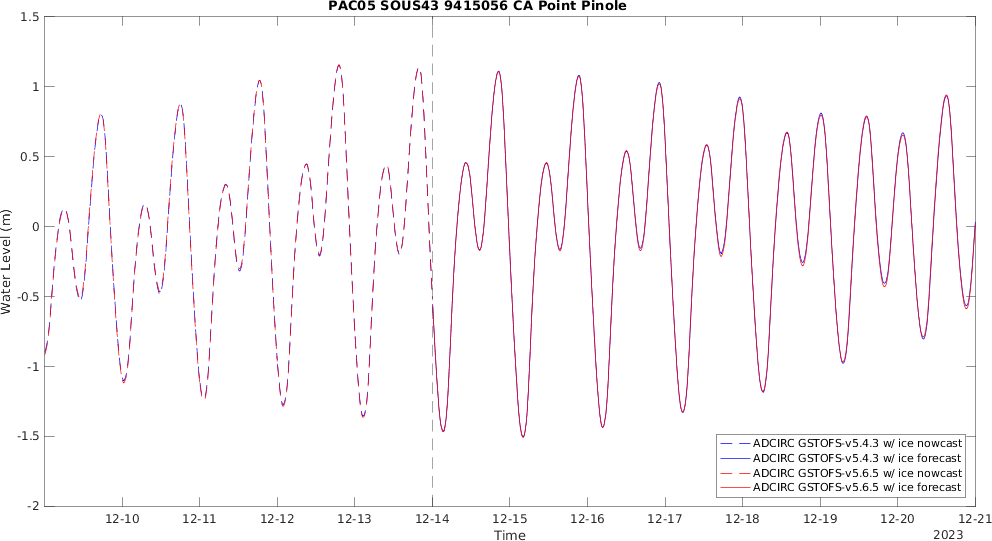 PAC05 SOUS43 9415056 CA Point Pinole
Water Level (m)
1.5
1
0.5
0
-0.5
-1
-1.5
-2
ADCIRC GSTOFS-v5.4.3 w/ ice nowcast
ADCIRC GSTOFS-v5.4.3 w/ ice forecast
ADCIRC GSTOFS-v5.6.5 w/ ice nowcast
ADCIRC GSTOFS-v5.6.5 w/ ice forecast
12-10 12-11 12-12 12-13 12-14 12-15 12-16 12-17 12-18 12-19 12-20 12-21
Time
2023